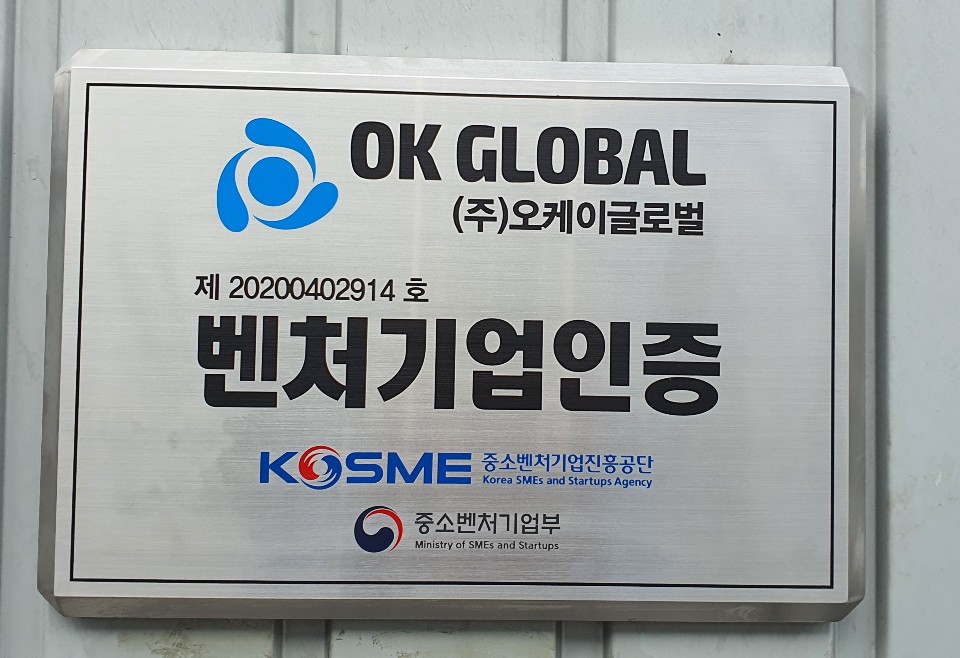 OK GLOBAL
(주)오케이글로벌
제 20200402914 호
벤처기업인증
KOSME 중소벤처기업진흥공단
Korea SMEs and Startups Agency
중소벤처기업부
Ministry of SMEs and Startups